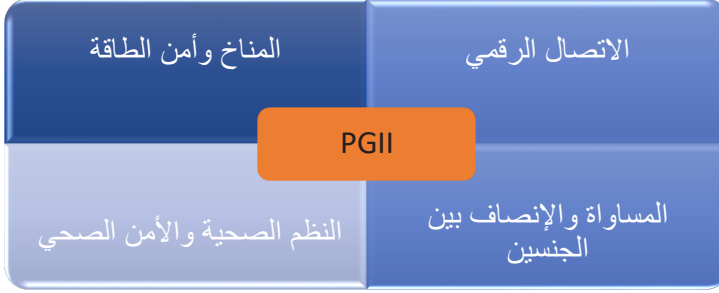 الاتصال الرقمي
المناخ وأمن الطاقة
PGII
المساواة والإنصاف بين
الجنسين
النظم الصحية والأمن الصحي